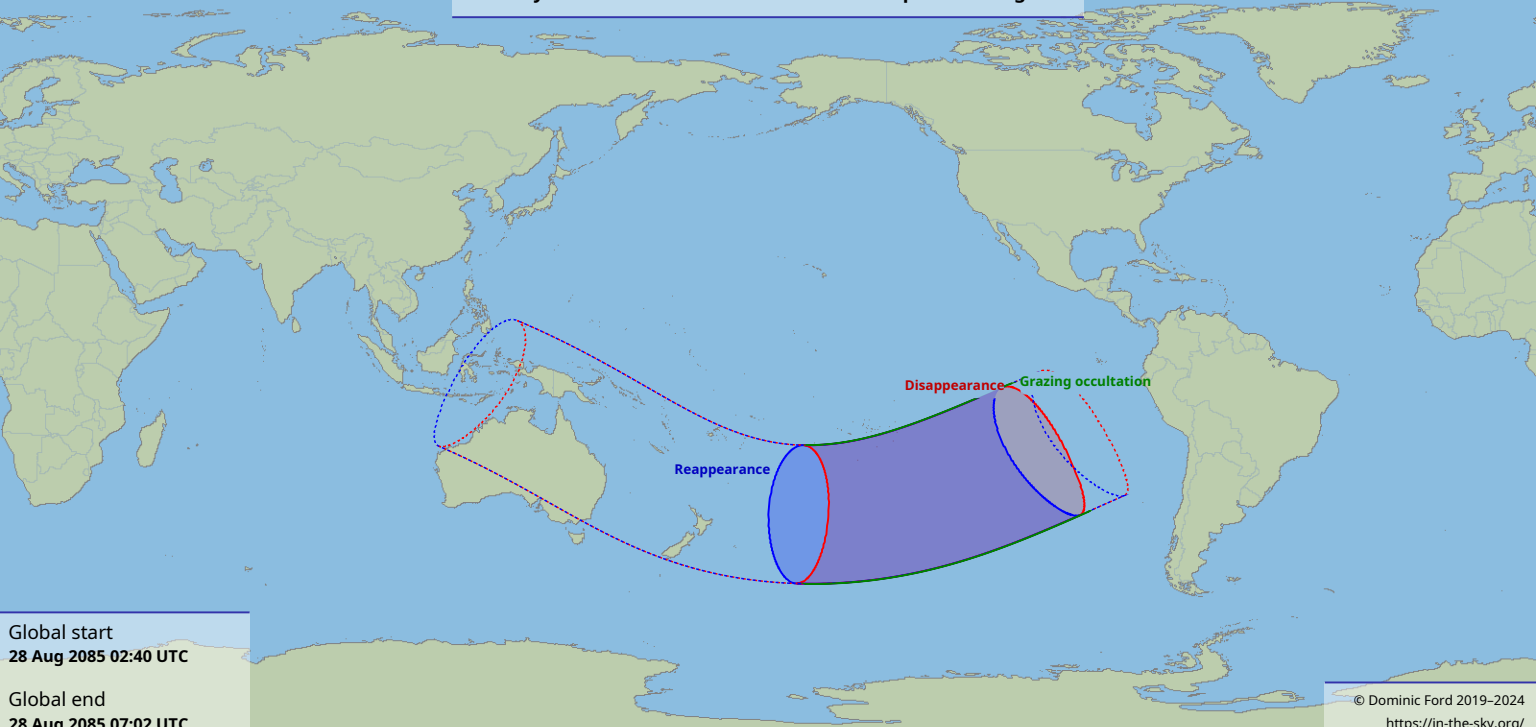 Disappearance
Grazing occultation
Reappearance
Global start
28 Aug 2085 02:40 UTC
Global end
28 Aug 2085 07:02 UTC
© Dominic Ford 2019–2024
https://in-the-sky.org/